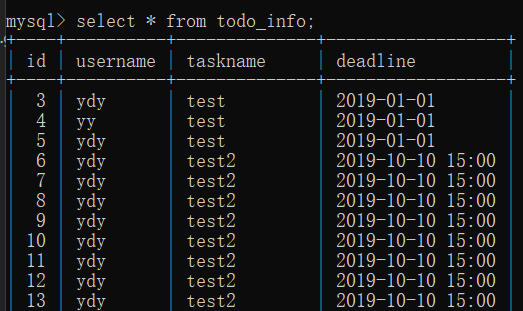 mysql> select * from todo_info;
+----+----------+--------------+------------------+
| id | username | taskname | deadline |
+----+----------+--------------+------------------+
| 3 | ydy | test | 2019-01-01 |
| 4 | yy | test | 2019-01-01 |
| 5 | ydy | test | 2019-01-01 |
| 6 | ydy | test2 | 2019-10-10 15:00 |
| 7 | ydy | test2 | 2019-10-10 15:00 |
| 8 | ydy | test2 | 2019-10-10 15:00 |
| 9 | ydy | test2 | 2019-10-10 15:00 |
| 10 | ydy | test2 | 2019-10-10 15:00 |
| 11 | ydy | test2 | 2019-10-10 15:00 |
| 12 | ydy | test2 | 2019-10-10 15:00 |
| 13 | ydy | test2 | 2019-10-10 15:00 |